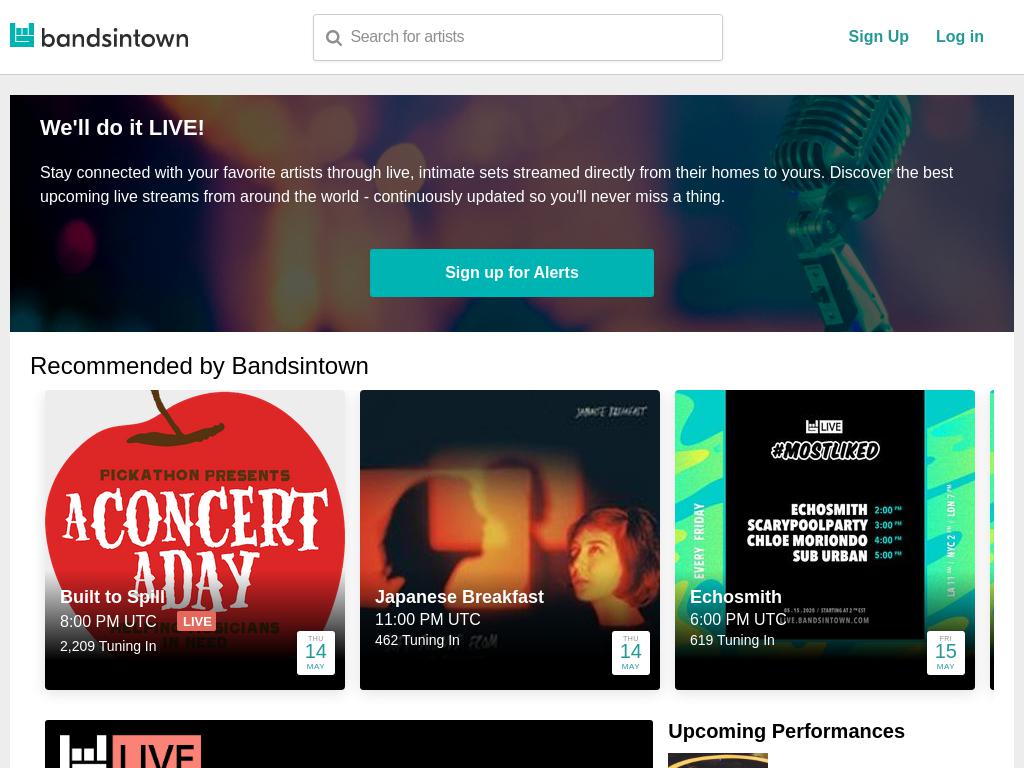 bandsintown
Search for artists
Sign Up
Log in
We'll do it LIVE!
Stay connected with your favorite artists through live, intimate sets streamed directly from their homes to yours. Discover the best
upcoming live streams from around the world - continuously updated so you'll never miss a thing.
Sign up for Alerts
Recommended by Bandsintown
PICKATHON PRESENTS
A CONCERT
A DAY
HELPING MUSICIANS
IN NEED
Built to Spill
8:00 PM UTC
LIVE
2,209 Tuning In
THU
14
MAY
JAPANESE BREAKFAST
Japanese Breakfast
11:00 PM UTC
462 Tuning In
THU
14
MAY
LIVE
#MOSTLIKED
EVERY FRIDAY
ECHOSMITH 2:00 PM
SCARYPOOLPARTY 3:00 PM
CHLOE MORIONDO 4:00 PM
SUB URBAN 5:00 PM
LA 11 AM / NYC 2 PM / LDN 7 PM
05.15.2020 / STARTING AT 2 PM EST
LIVE.BANDSINTOWN.COM
Echosmith
6:00 PM UTC
619 Tuning In
FRI
15
MAY
LIVE
Upcoming Performances